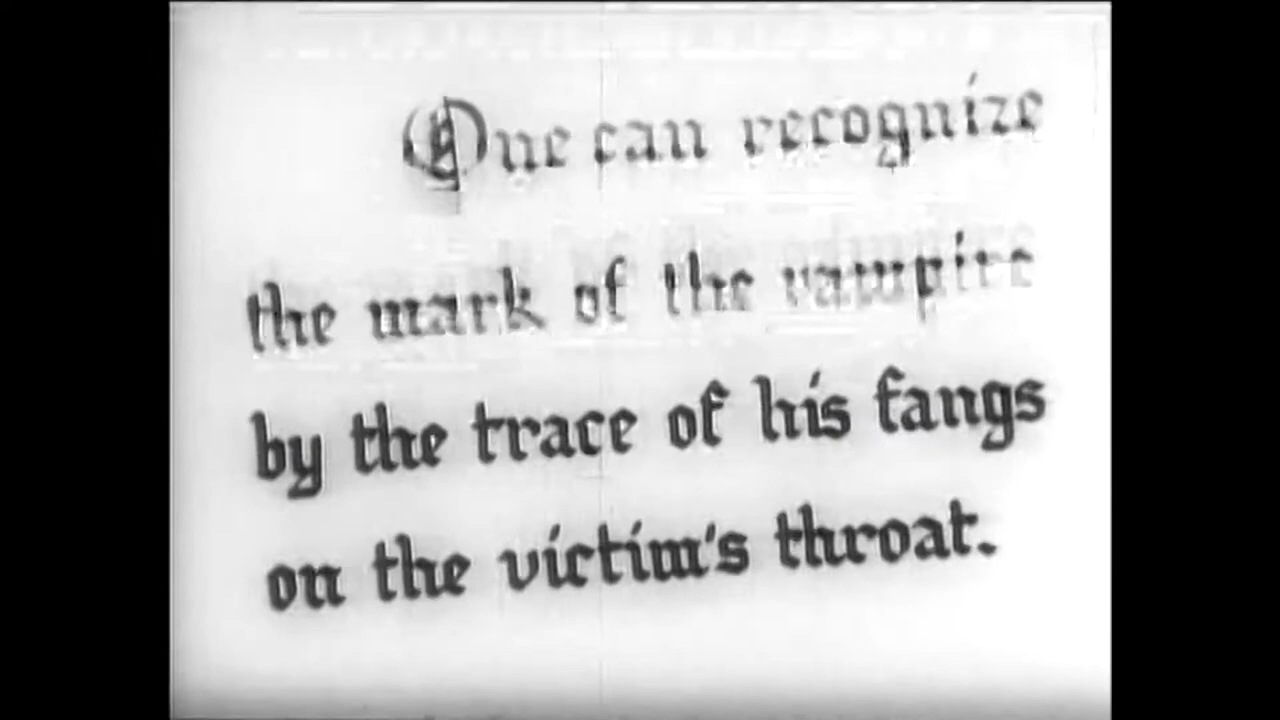 One can recognize
the mark of the vampire
by the trace of his fangs
on the victim's throat.